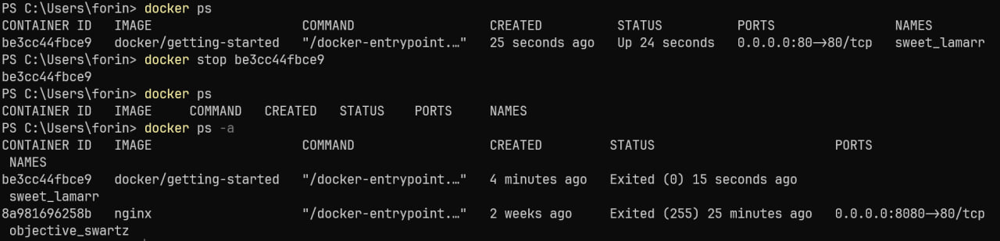 PS C:\Users\forin> docker ps
CONTAINER ID   IMAGE                    COMMAND                  CREATED          STATUS          PORTS                NAMES
be3cc44fbce9   docker/getting-started   "/docker-entrypoint.…"   25 seconds ago   Up 24 seconds   0.0.0.0:80->80/tcp   sweet_lamarr
PS C:\Users\forin> docker stop be3cc44fbce9
be3cc44fbce9
PS C:\Users\forin> docker ps
CONTAINER ID   IMAGE     COMMAND   CREATED   STATUS    PORTS     NAMES
PS C:\Users\forin> docker ps -a
CONTAINER ID   IMAGE                    COMMAND                  CREATED         STATUS                        PORTS
 NAMES
be3cc44fbce9   docker/getting-started   "/docker-entrypoint.…"   4 minutes ago   Exited (0) 15 seconds ago
 sweet_lamarr
8a981696258b   nginx                    "/docker-entrypoint.…"   2 weeks ago     Exited (255) 25 minutes ago   0.0.0.0:8080->80/tcp
 objective_swartz